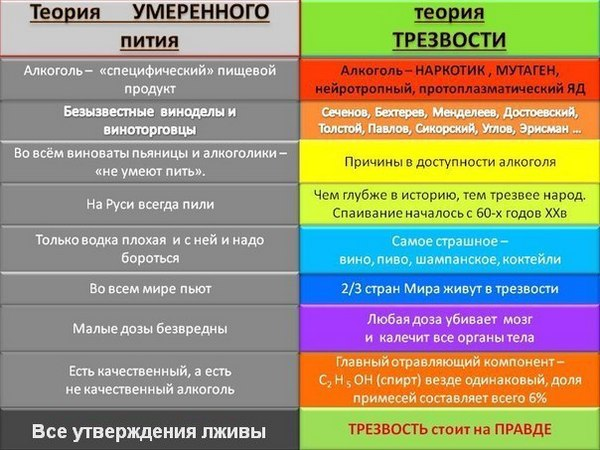 Теория УМЕРЕННОГО
пития
теория
ТРЕЗВОСТИ
Алкоголь – «специфический» пищевой
продукт
Алкоголь – НАРКОТИК , МУТАГЕН,
нейротропный, протоплазматический ЯД
Безызвестные виноделы и
виноторговцы
Сеченов, Бехтерев, Менделеев, Достоевский,
Толстой, Павлов, Сикорский, Углов, Эрисман ...
Во всём виноваты пьяницы и алкоголики –
«не умеют пить».
Причины в доступности алкоголя
На Руси всегда пили
Чем глубже в историю, тем трезвее народ.
Спаивание началось с 60-х годов ХХв
Только водка плохая и с ней и надо
бороться
Самое страшное –
вино, пиво, шампанское, коктейли
Во всем мире пьют
2/3 стран Мира живут в трезвости
Малые дозы безвредны
Любая доза убивает мозг
и калечит все органы тела
Есть качественный, а есть
не качественный алкоголь
Главный отравляющий компонент –
C2 H 5 OH (спирт) везде одинаковый, доля
примесей составляет всего 6%
Все утверждения лживы
ТРЕЗВОСТЬ стоит на ПРАВДЕ